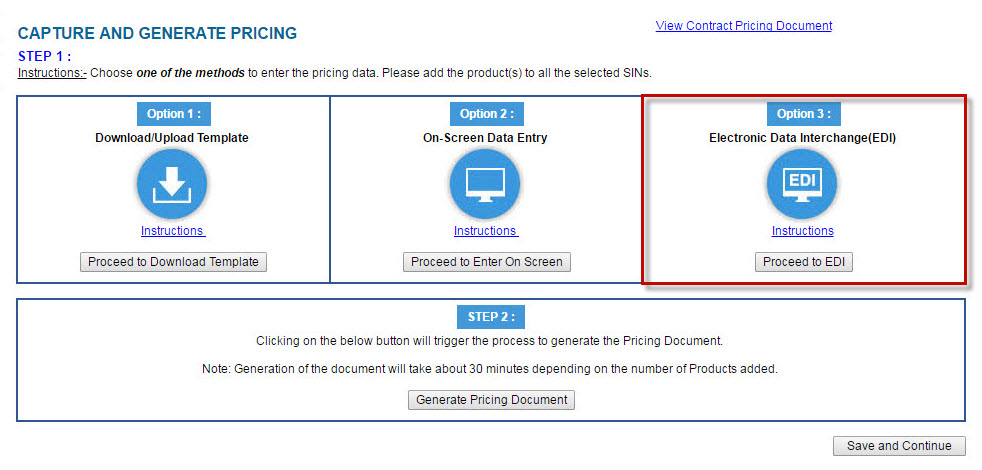 View Contract Pricing Document
CAPTURE AND GENERATE PRICING
STEP 1 :
Instructions:- Choose one of the methods to enter the pricing data. Please add the product(s) to all the selected SINs.
Option 1 :
Download/Upload Template
Instructions
Proceed to Download Template
Option 2 :
On-Screen Data Entry
Instructions
Proceed to Enter On Screen
Option 3 :
Electronic Data Interchange(EDI)
EDI
Instructions
Proceed to EDI
STEP 2 :
Clicking on the below button will trigger the process to generate the Pricing Document.
Note: Generation of the document will take about 30 minutes depending on the number of Products added.
Generate Pricing Document
Save and Continue